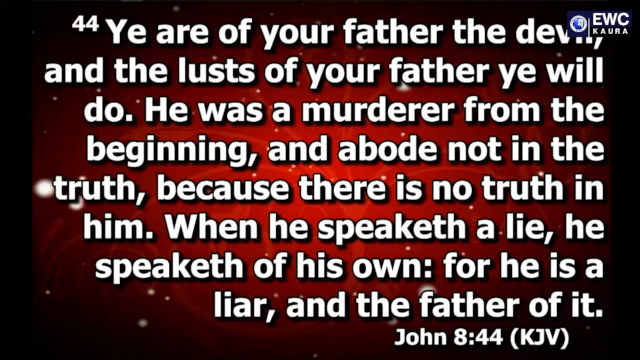 EWC
KAURA
44 Ye are of your father the devil,
and the lusts of your father ye will
do. He was a murderer from the
beginning, and abode not in the
truth, because there is no truth in
him. When he speaketh a lie, he
speaketh of his own: for he is a
liar, and the father of it.
John 8:44 (KJV)